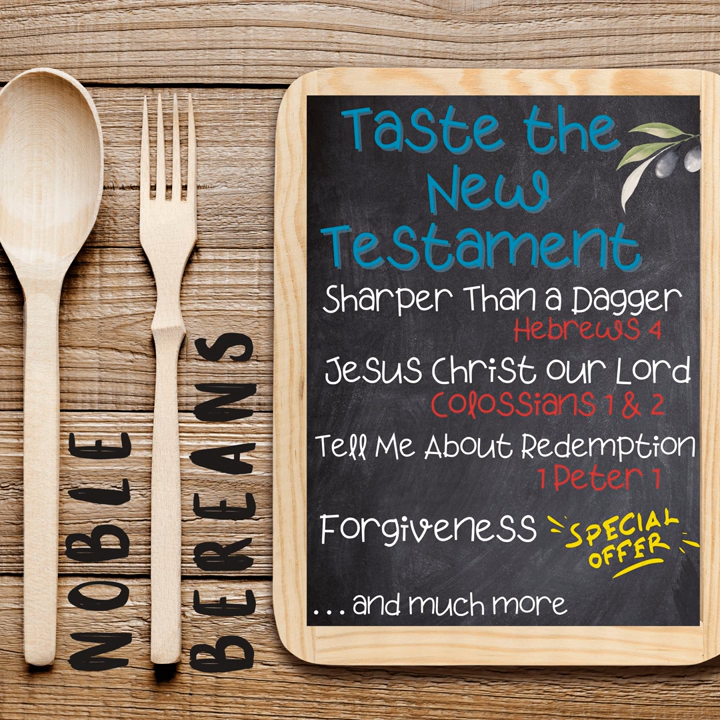 NOBLE
BEREANS
Taste the
New
Testament
Sharper Than a Dagger
Hebrews 4
Jesus Christ our Lord
Colossians 1 & 2
Tell Me About Redemption
1 Peter 1
Forgiveness SPECIAL
OFFER
...and much more